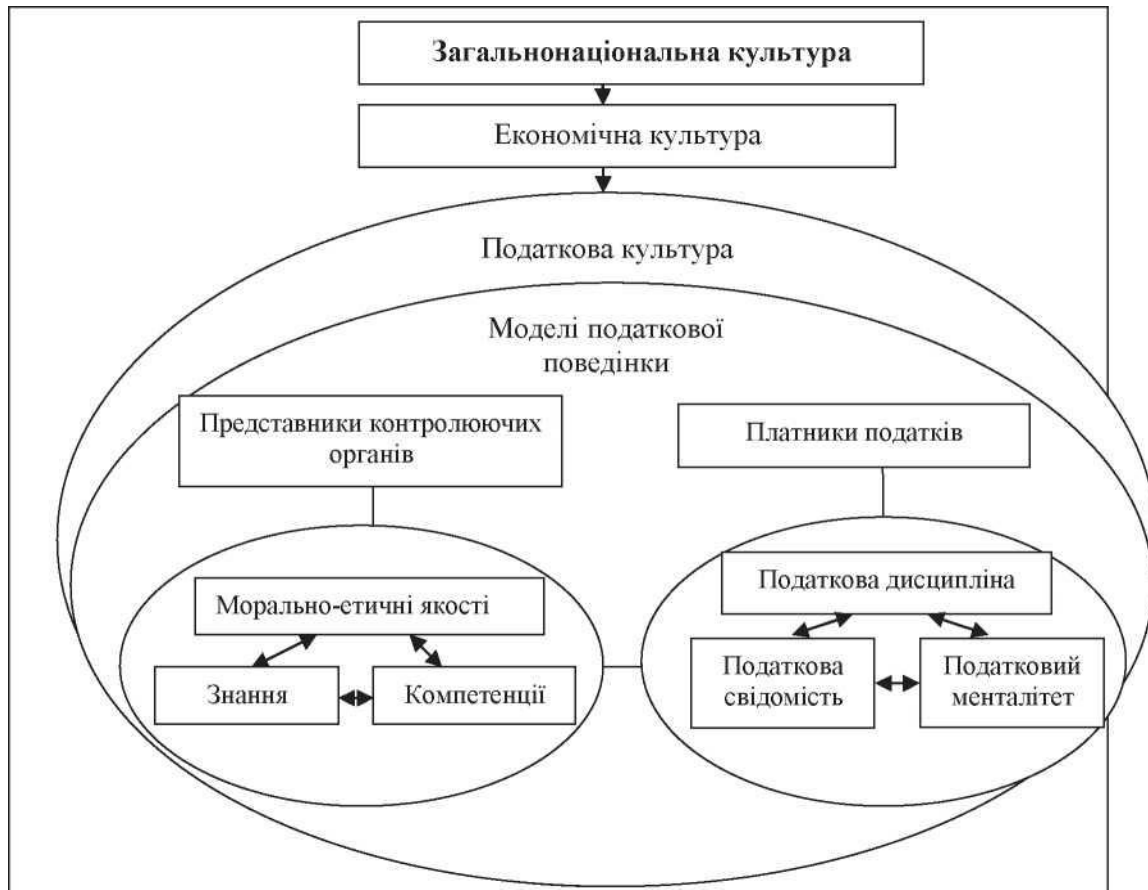 Загальнонаціональна культура
Економічна культура
Податкова культура
Моделі податкової
поведінки
Представники контролюючих
органів
Платники податків
Морально-етичні якості
Знання
Компетенції
Податкова дисципліна
Податкова
свідомість
Податковий
менталітет